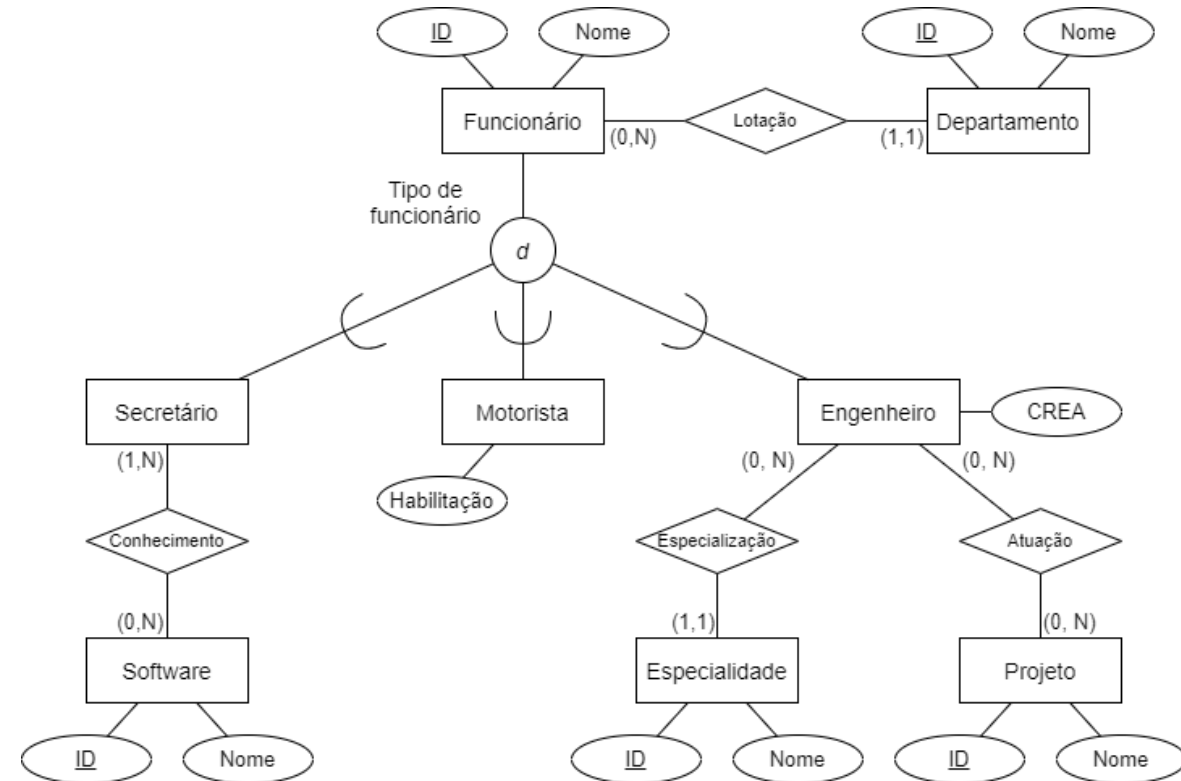 ID
Nome
ID
Nome
Funcionário
(0,N)
Lotação
(1,1)
Departamento
Tipo de
funcionário
d
Secretário
Motorista
Engenheiro
CREA
(1,N)
(0, N)
(0, N)
Habilitação
Conhecimento
Especialização
Atuação
(0,N)
(1,1)
(0, N)
Software
Especialidade
Projeto
ID
Nome
ID
Nome
ID
Nome